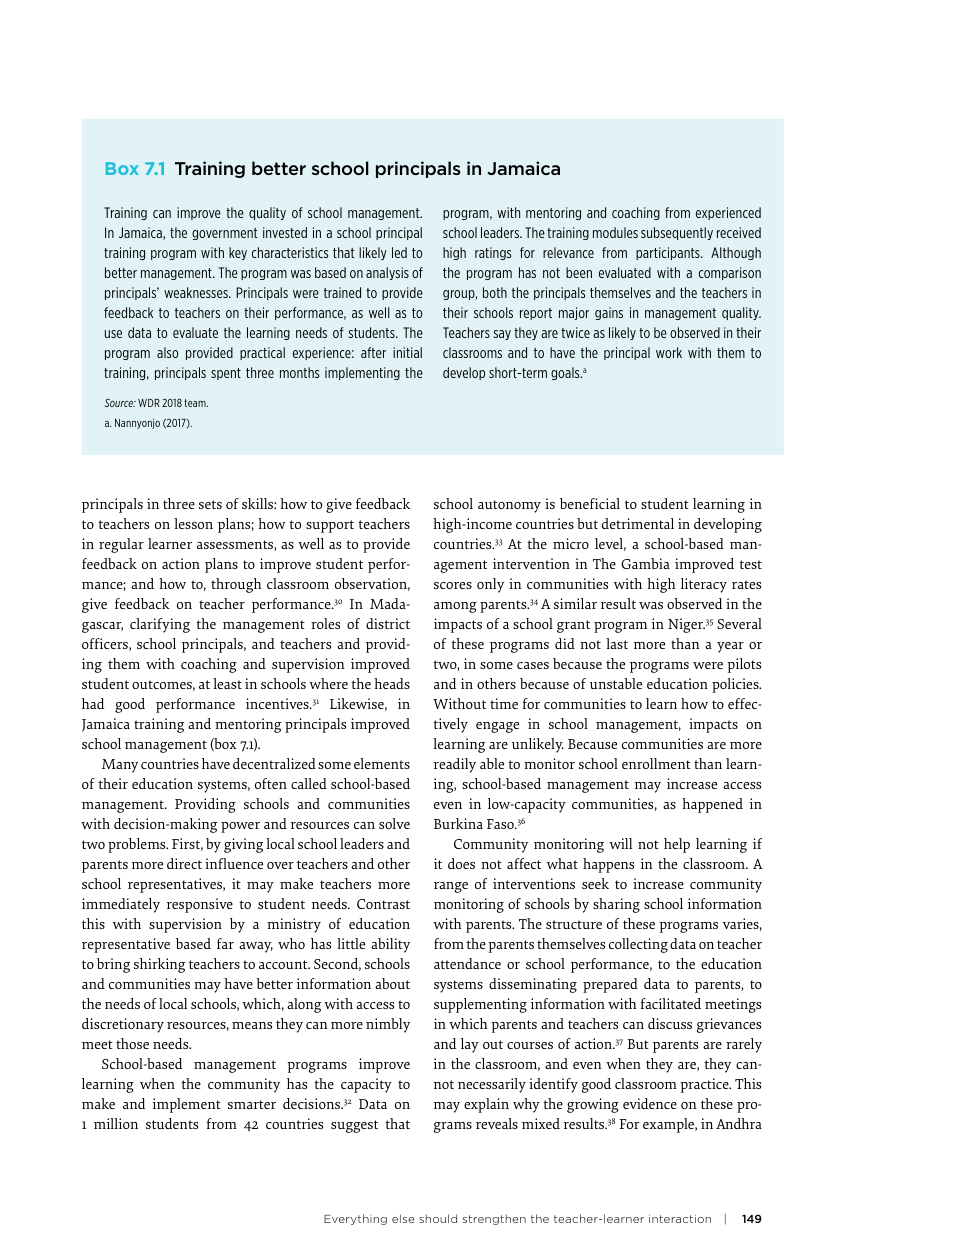 Box 7.1 Training better school principals in Jamaica
Training can improve the quality of school management.
In Jamaica, the government invested in a school principal
training program with key characteristics that likely led to
better management. The program was based on analysis of
principals’ weaknesses. Principals were trained to provide
feedback to teachers on their performance, as well as to
use data to evaluate the learning needs of students. The
program also provided practical experience: after initial
training, principals spent three months implementing the
program, with mentoring and coaching from experienced
school leaders. The training modules subsequently received
high ratings for relevance from participants. Although
the program has not been evaluated with a comparison
group, both the principals themselves and the teachers in
their schools report major gains in management quality.
Teachers say they are twice as likely to be observed in their
classrooms and to have the principal work with them to
develop short-term goals.a
Source: WDR 2018 team.
a. Nannyonjo (2017).
principals in three sets of skills: how to give feedback
to teachers on lesson plans; how to support teachers
in regular learner assessments, as well as to provide
feedback on action plans to improve student perfor-
mance; and how to, through classroom observation,
give feedback on teacher performance.30 In Mada-
gascar, clarifying the management roles of district
officers, school principals, and teachers and provid-
ing them with coaching and supervision improved
student outcomes, at least in schools where the heads
had good performance incentives.31 Likewise, in
Jamaica training and mentoring principals improved
school management (box 7.1).
Many countries have decentralized some elements
of their education systems, often called school-based
management. Providing schools and communities
with decision-making power and resources can solve
two problems. First, by giving local school leaders and
parents more direct influence over teachers and other
school representatives, it may make teachers more
immediately responsive to student needs. Contrast
this with supervision by a ministry of education
representative based far away, who has little ability
to bring shirking teachers to account. Second, schools
and communities may have better information about
the needs of local schools, which, along with access to
discretionary resources, means they can more nimbly
meet those needs.
School-based management programs improve
learning when the community has the capacity to
make and implement smarter decisions.32 Data on
1 million students from 42 countries suggest that
school autonomy is beneficial to student learning in
high-income countries but detrimental in developing
countries.33 At the micro level, a school-based man-
agement intervention in The Gambia improved test
scores only in communities with high literacy rates
among parents.34 A similar result was observed in the
impacts of a school grant program in Niger.35 Several
of these programs did not last more than a year or
two, in some cases because the programs were pilots
and in others because of unstable education policies.
Without time for communities to learn how to effec-
tively engage in school management, impacts on
learning are unlikely. Because communities are more
readily able to monitor school enrollment than learn-
ing, school-based management may increase access
even in low-capacity communities, as happened in
Burkina Faso.36
Community monitoring will not help learning if
it does not affect what happens in the classroom. A
range of interventions seek to increase community
monitoring of schools by sharing school information
with parents. The structure of these programs varies,
from the parents themselves collecting data on teacher
attendance or school performance, to the education
systems disseminating prepared data to parents, to
supplementing information with facilitated meetings
in which parents and teachers can discuss grievances
and lay out courses of action.37 But parents are rarely
in the classroom, and even when they are, they can-
not necessarily identify good classroom practice. This
may explain why the growing evidence on these pro-
grams reveals mixed results.38 For example, in Andhra
Everything else should strengthen the teacher-learner interaction | 149